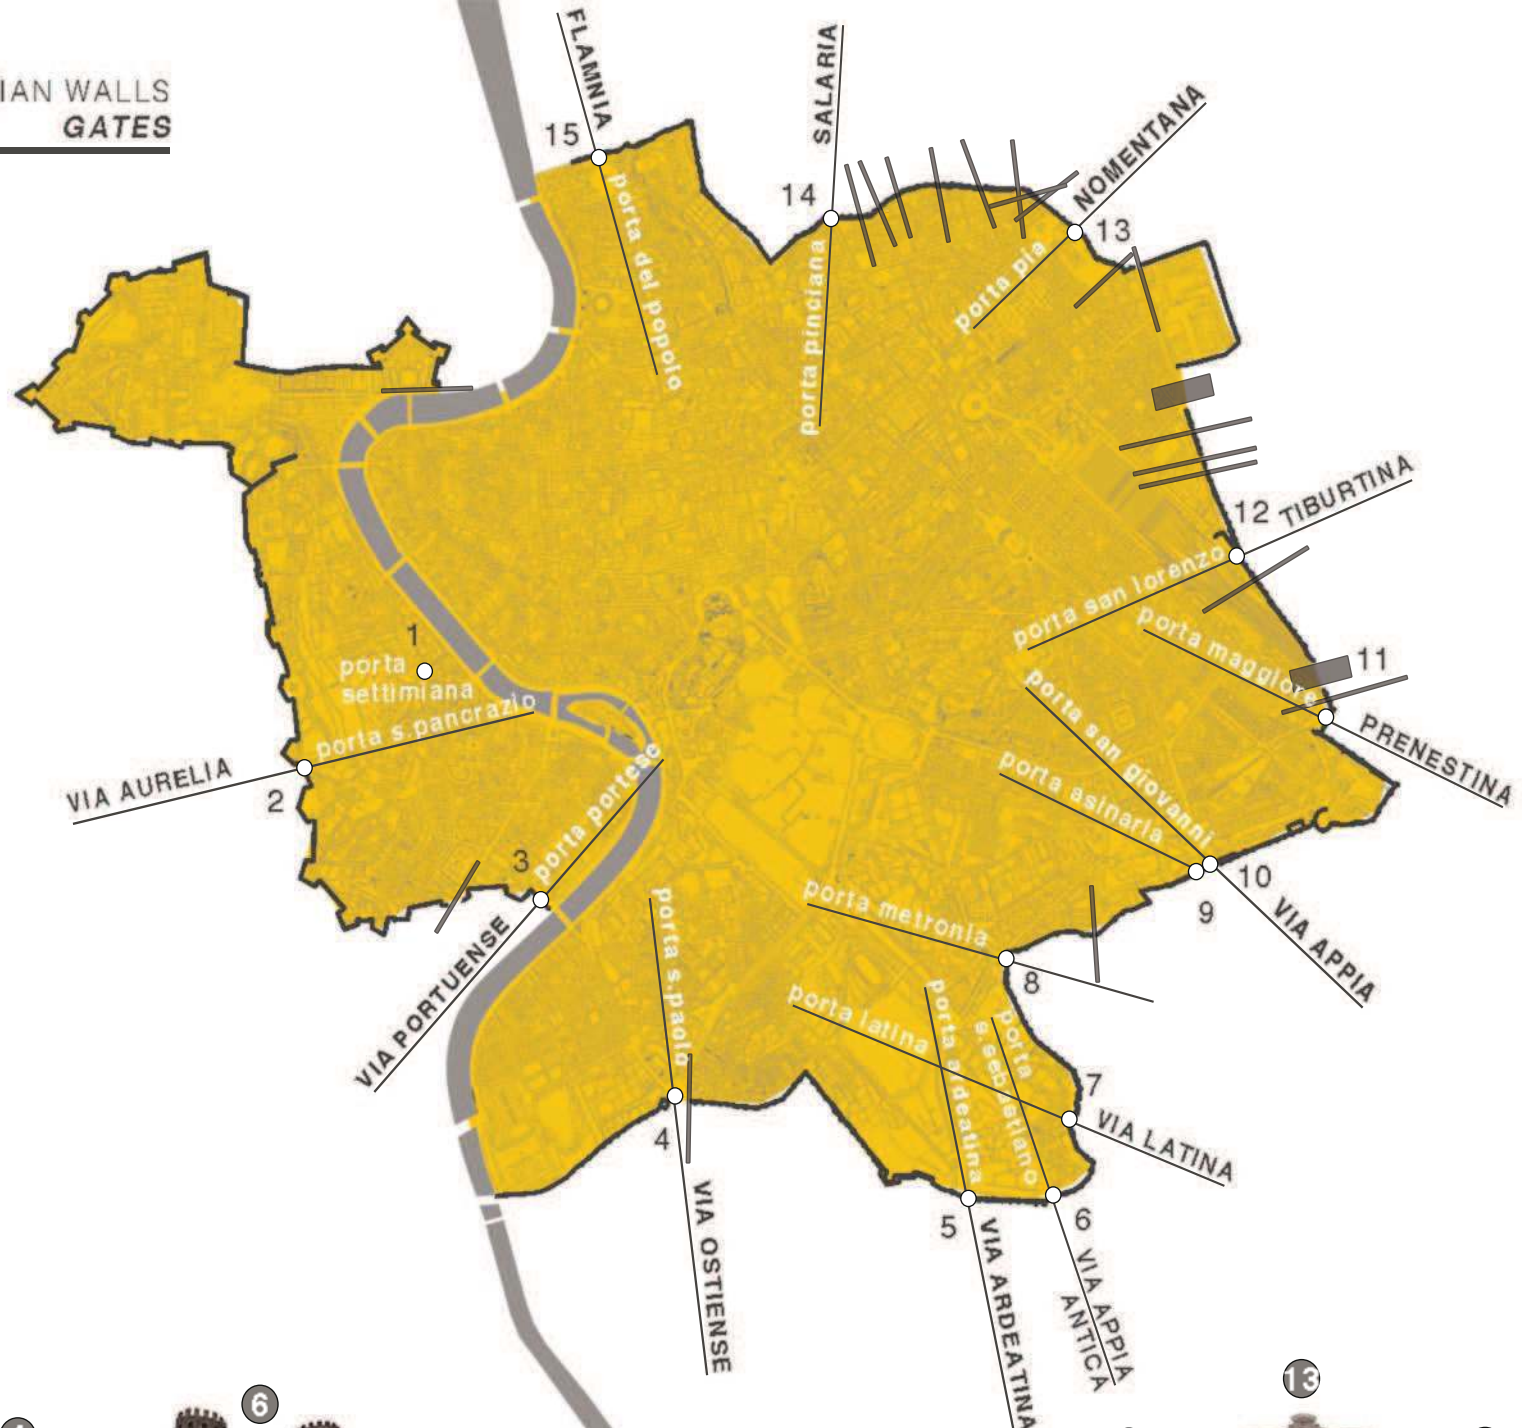 IAN WALLS
GATES
FLAMNIA
15
porta del popolo
SALARIA
14
porta pinciana
NOMENTANA
13
porta pia
TIBURTINA
12
porta san lorenzo
porta maggiore
11
PRENESTINA
porta san giovanni
porta asinaria
10
9
VIA APPIA
1
porta
settimiana
porta s.pancrazio
VIA AURELIA
2
porta portese
3
VIA PORTUENSE
porta s.paolo
4
VIA OSTIENSE
porta metronia
8
porta latina
7
VIA LATINA
porta ardeatina
5
VIA ARDEATINA
porta
s.sebastiano
6
VIA APPIA
ANTICA
6
13